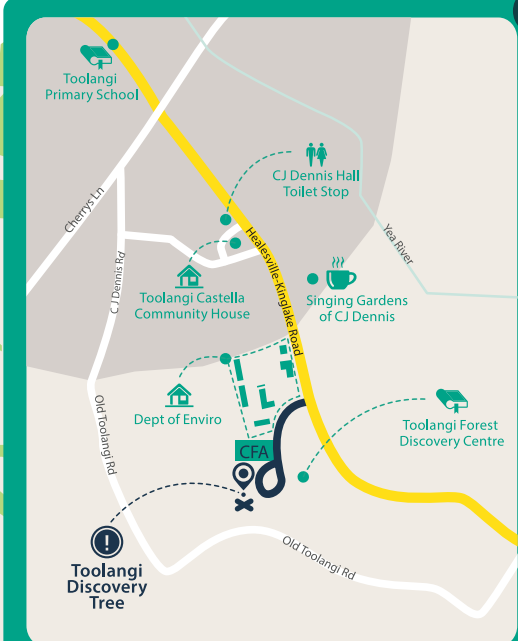 Toolangi
Primary School
CJ Dennis Hall
Toilet Stop
Cherrys Ln
Healesville-Kinglake Road
Yea River
CJ Dennis Rd
Toolangi Castella
Community House
Singing Gardens
of CJ Dennis
Dept of Enviro
Old Toolangi Rd
Toolangi Forest
Discovery Centre
CFA
Toolangi
Discovery
Tree
Old Toolangi Rd